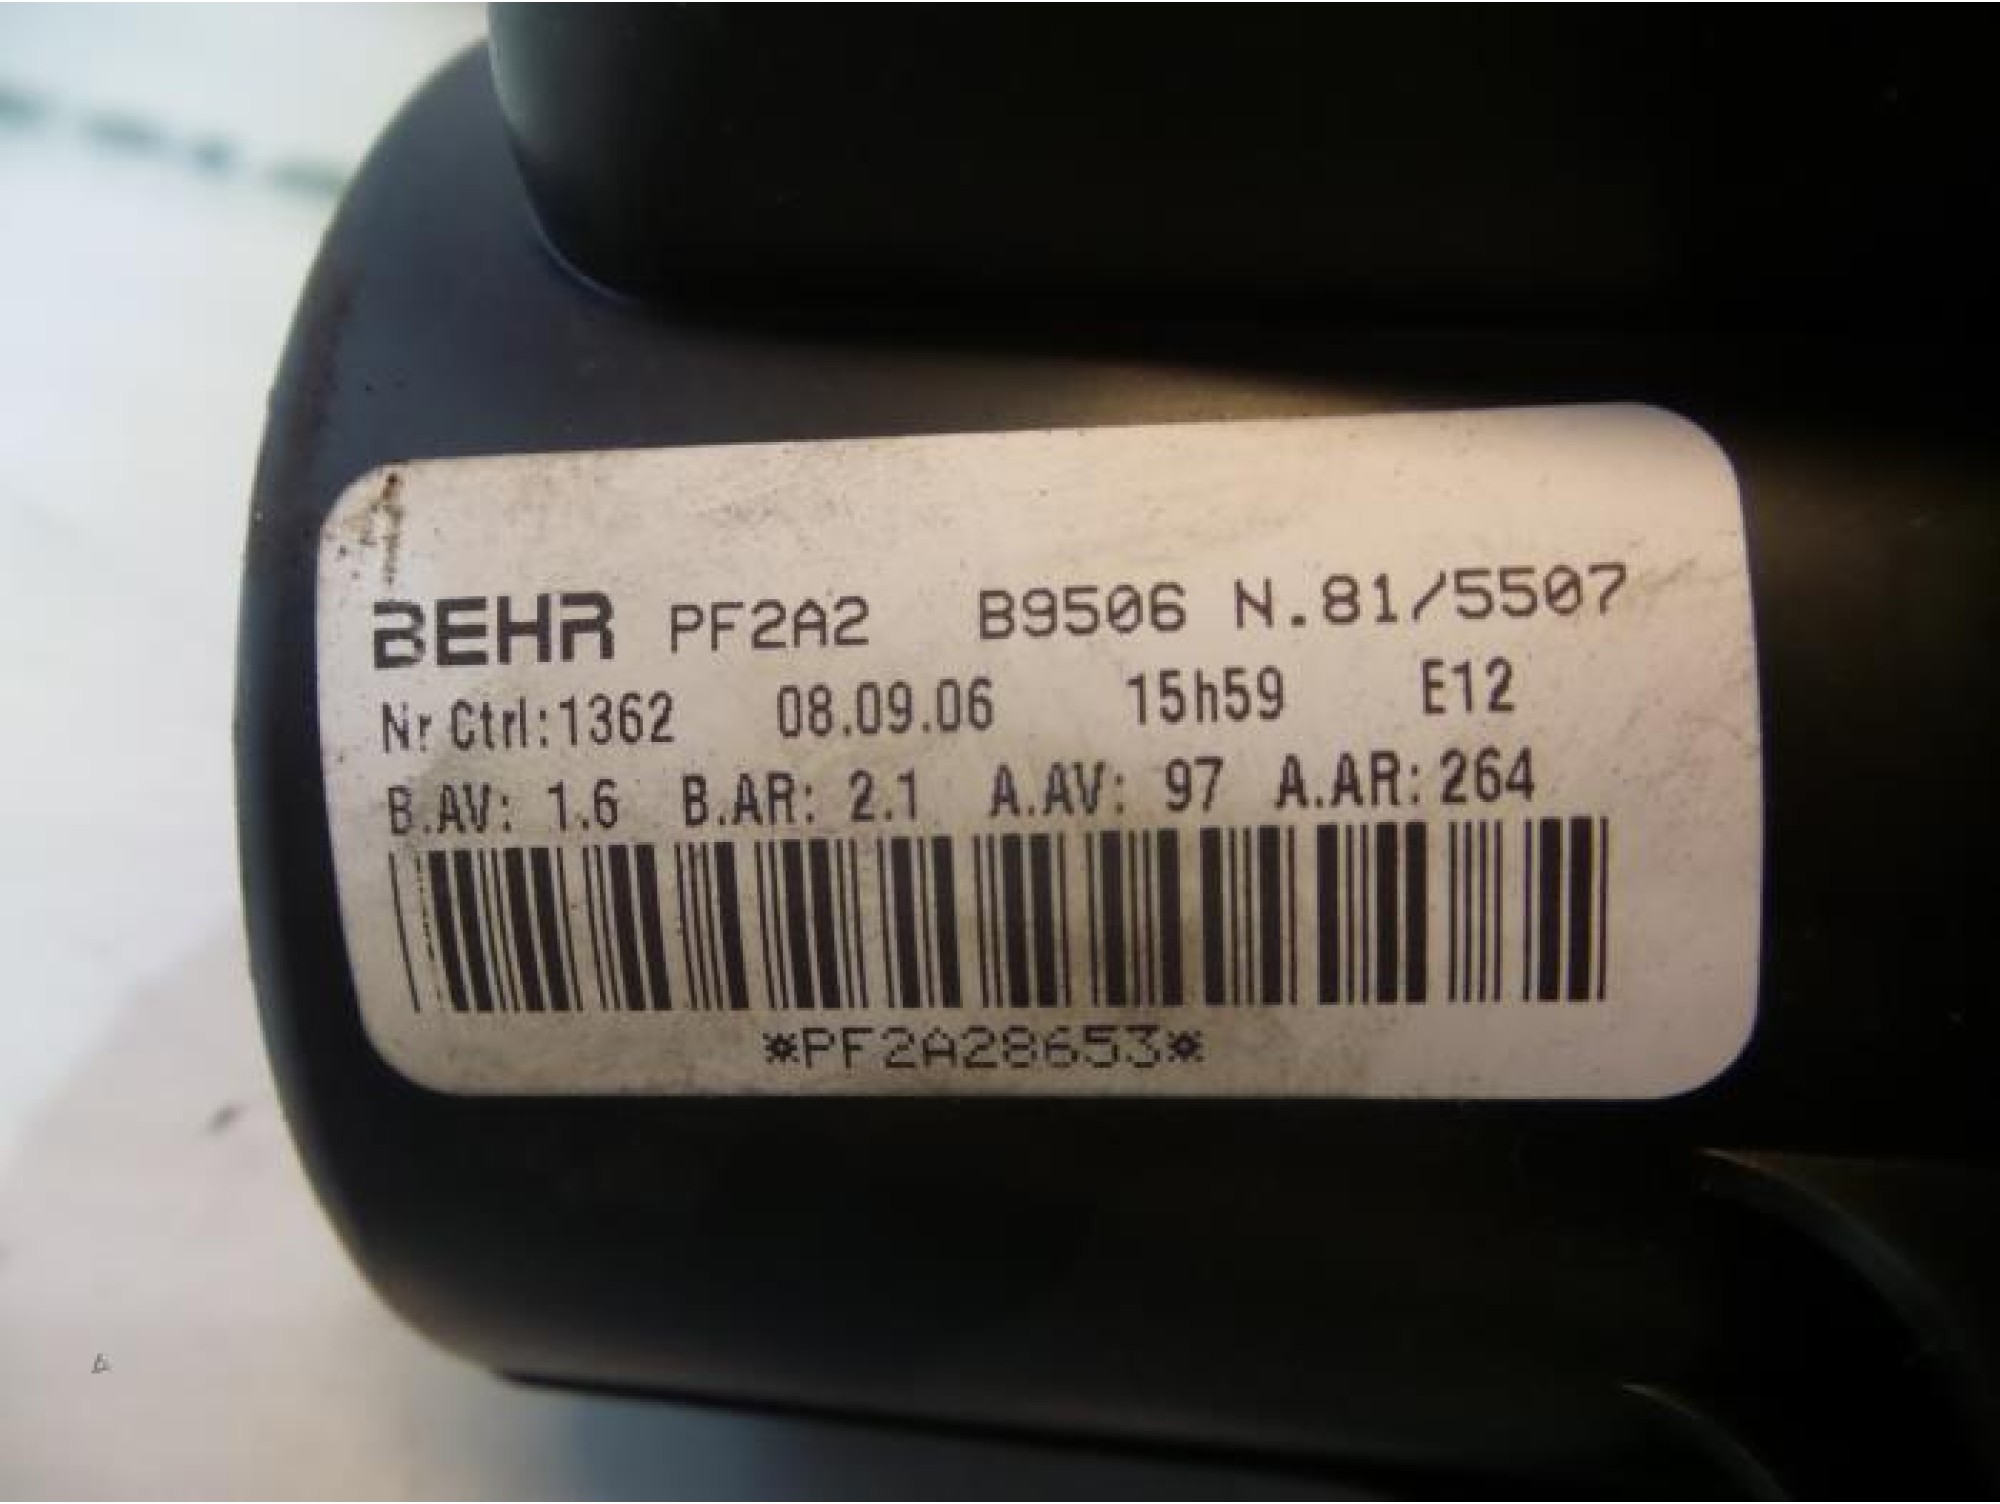 BEHR PF2A2 B9506 N.81/5507
Nr Ctrl:1362 08.09.06 15h59 E12
B.AV: 1.6 B.AR: 2.1 A.AV: 97 A.AR: 264
*PF2A28653*